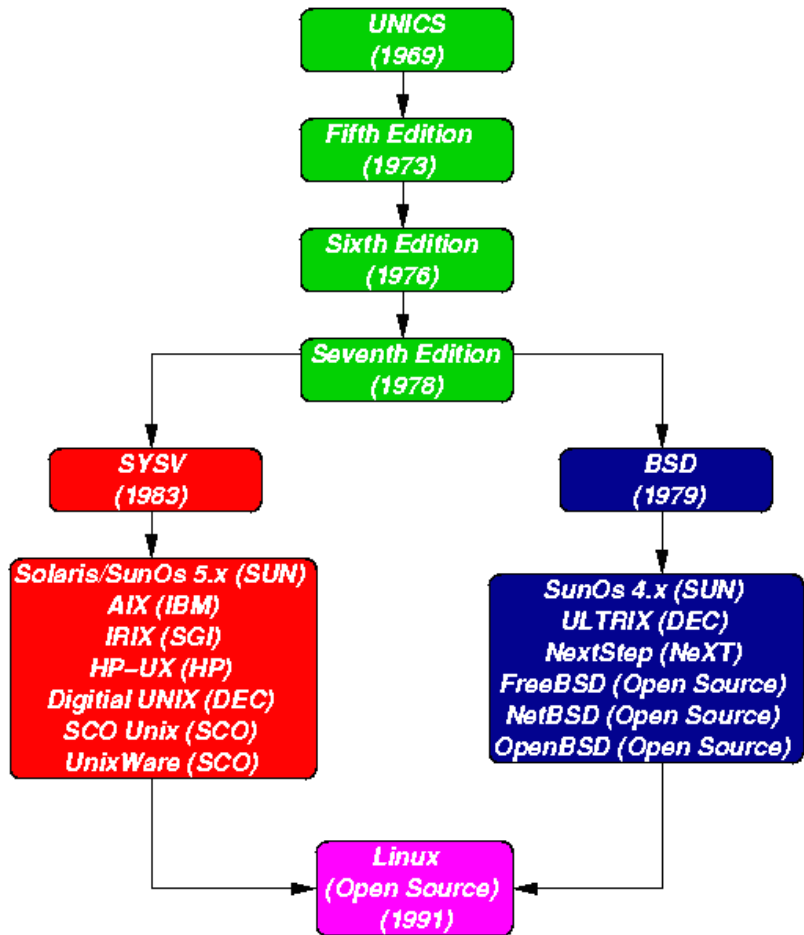 UNICS
(1969)
Fifth Edition
(1973)
Sixth Edition
(1976)
Seventh Edition
(1978)
SYSV
(1983)
BSD
(1979)
Solaris/SunOs 5.x (SUN)
AIX (IBM)
IRIX (SGI)
HP-UX (HP)
Digitial UNIX (DEC)
SCO Unix (SCO)
UnixWare (SCO)
SunOs 4.x (SUN)
ULTRIX (DEC)
NextStep (NeXT)
FreeBSD (Open Source)
NetBSD (Open Source)
OpenBSD (Open Source)
Linux
(Open Source)
(1991)